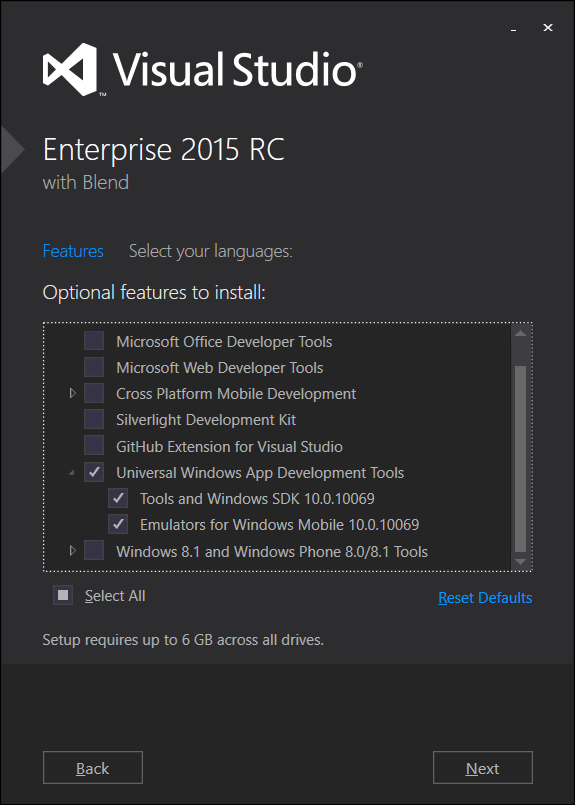 Visual Studio®
™
Enterprise 2015 RC
with Blend
Features Select your languages:
Optional features to install:
Microsoft Office Developer Tools
Microsoft Web Developer Tools
Cross Platform Mobile Development
Silverlight Development Kit
GitHub Extension for Visual Studio
Universal Windows App Development Tools
Tools and Windows SDK 10.0.10069
Emulators for Windows Mobile 10.0.10069
Windows 8.1 and Windows Phone 8.0/8.1 Tools
Select All
Reset Defaults
Setup requires up to 6 GB across all drives.
Back
Next